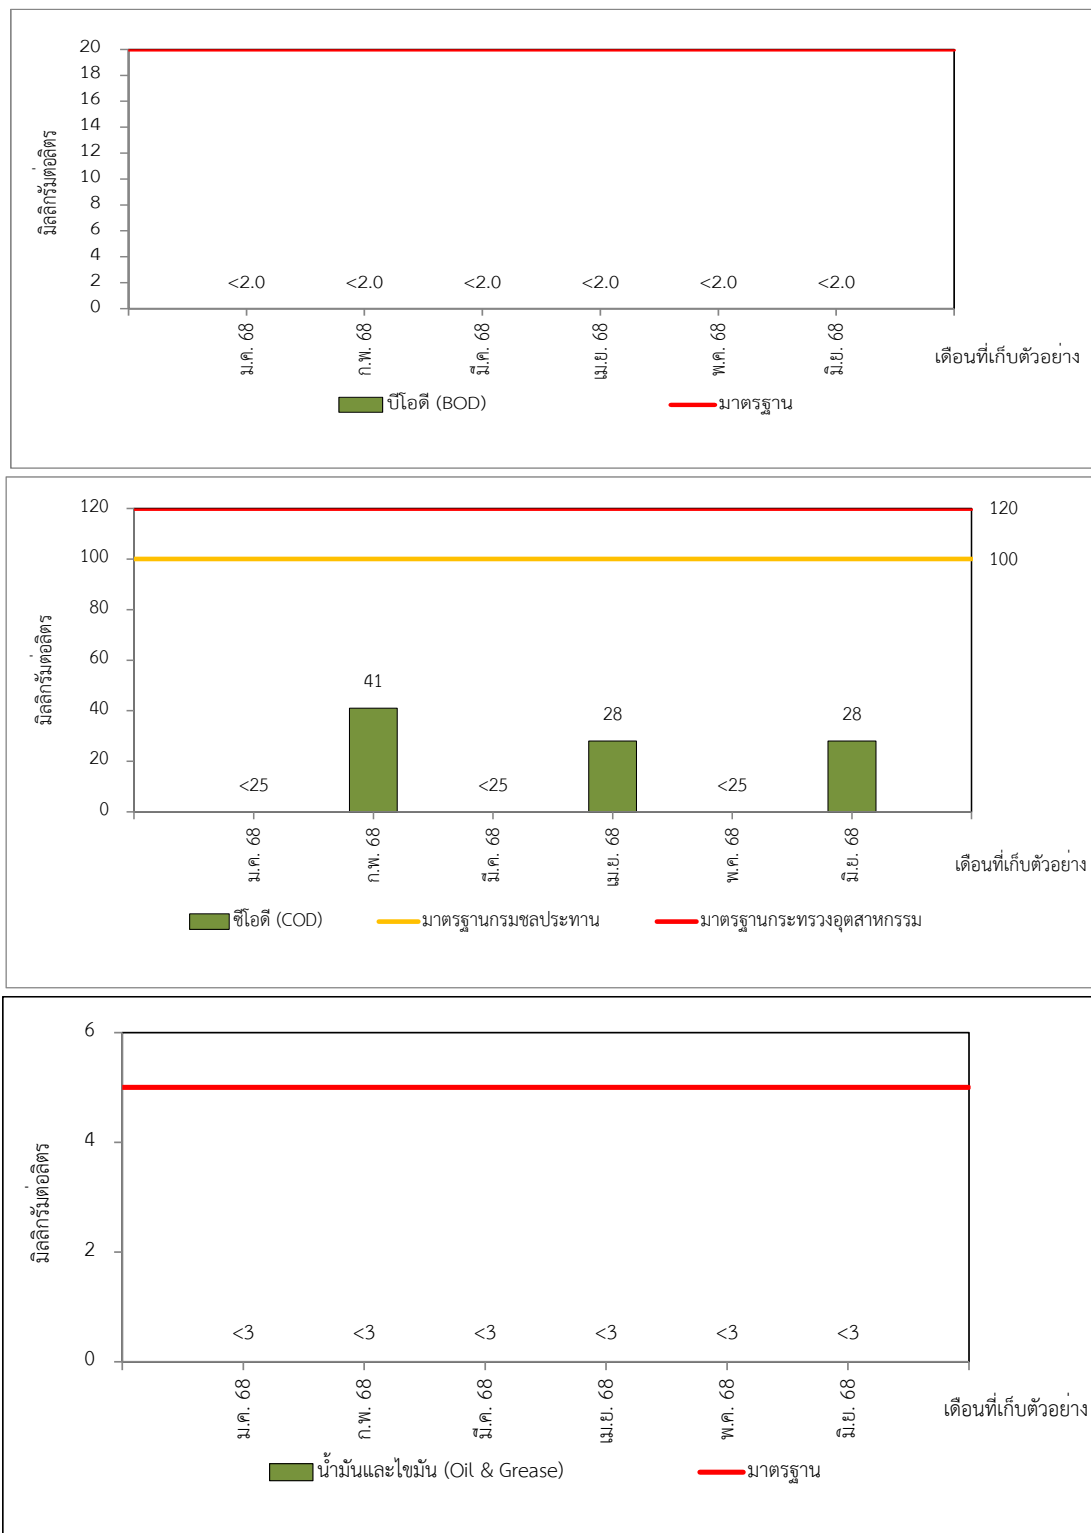 มิลลิกรัมต่อลิตร
20
18
16
14
12
10
8
6
4
2
0
<2.0 <2.0 <2.0 <2.0 <2.0 <2.0
ม.ค. 68 ก.พ. 68 มี.ค. 68 เม.ย. 68 พ.ค. 68 มิ.ย. 68
เดือนที่เก็บตัวอย่าง
บีโอดี (BOD) มาตรฐาน
มิลลิกรัมต่อลิตร
120
100
80
60
40
20
0
120
100
<25 41 <25 28 <25 28
ม.ค. 68 ก.พ. 68 มี.ค. 68 เม.ย. 68 พ.ค. 68 มิ.ย. 68
เดือนที่เก็บตัวอย่าง
ซีโอดี (COD) มาตรฐานกรมชลประทาน มาตรฐานกระทรวงอุตสาหกรรม
มิลลิกรัมต่อลิตร
6
4
2
0
<3 <3 <3 <3 <3 <3
ม.ค. 68 ก.พ. 68 มี.ค. 68 เม.ย. 68 พ.ค. 68 มิ.ย. 68
เดือนที่เก็บตัวอย่าง
น้ำมันและไขมัน (Oil & Grease) มาตรฐาน